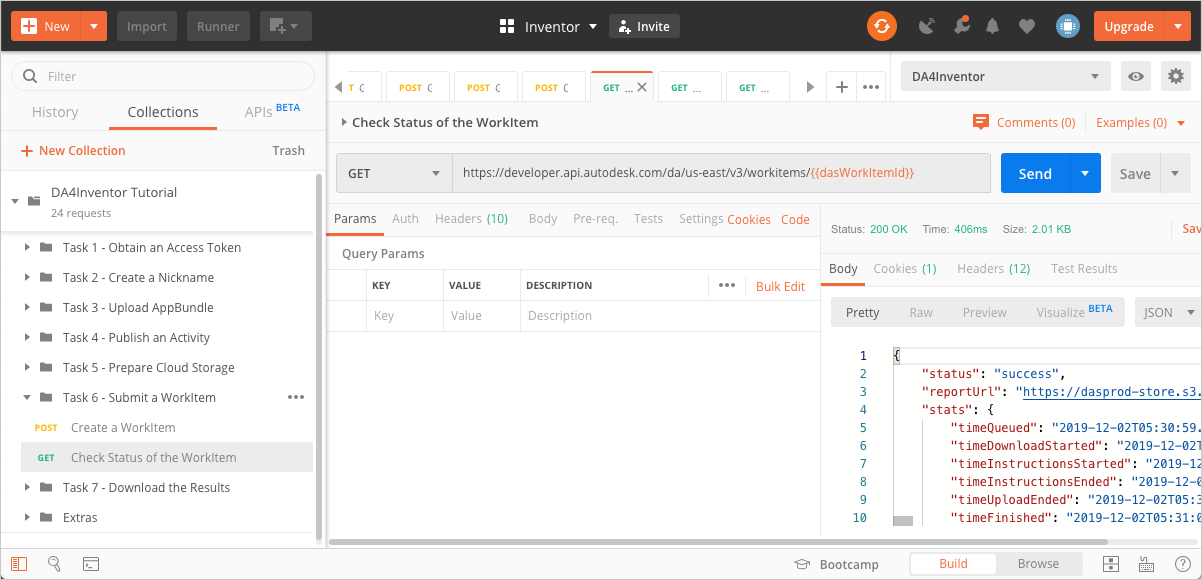 New Import Runner Inventor Invite Upgrade
Filter
History Collections APIs BETA
New Collection Trash
DA4Inventor Tutorial
24 requests
Task 1 - Obtain an Access Token
Task 2 - Create a Nickname
Task 3 - Upload AppBundle
Task 4 - Publish an Activity
Task 5 - Prepare Cloud Storage
Task 6 - Submit a WorkItem
POST Create a WorkItem
GET Check Status of the WorkItem
Task 7 - Download the Results
Extras
T C POST C POST C POST C GET ... GET ... GET ...
DA4Inventor
Check Status of the WorkItem
Comments (0) Examples (0)
GET https://developer.api.autodesk.com/da/us-east/v3/workitems/{{dasWorkItemId}} Send Save
Params Auth Headers (10) Body Pre-req. Tests Settings Cookies Code
Query Params
KEY VALUE DESCRIPTION ••• Bulk Edit
Key Value Description
Status: 200 OK Time: 406ms Size: 2.01 KB Sav
Body Cookies (1) Headers (12) Test Results
Pretty Raw Preview Visualize BETA JSON
1 {
2 "status": "success",
3 "reportUrl": "https://dasprod-store.s3.
4 "stats": {
5 "timeQueued": "2019-12-02T05:30:59.
6 "timeDownloadStarted": "2019-12-02T
7 "timeInstructionsStarted": "2019-12
8 "timeInstructionsEnded": "2019-12-0
9 "timeUploadEnded": "2019-12-02T05:3
10 "timeFinished": "2019-12-02T05:31:0
Bootcamp Build Browse ?